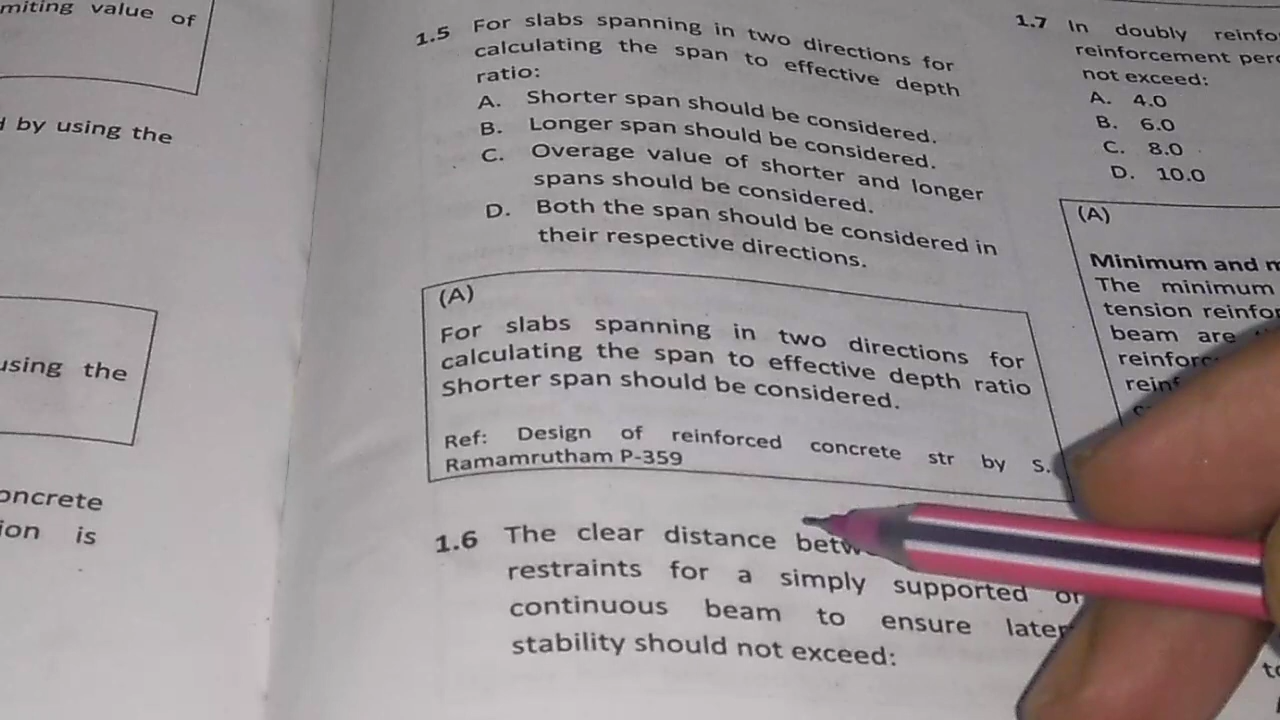 miting value of
by using the
using the
oncrete
ion is
1.5 For slabs spanning in two directions for
calculating the span to effective depth
ratio:
A. Shorter span should be considered.
B. Longer span should be considered.
C. Overage value of shorter and longer
spans should be considered.
D. Both the span should be considered in
their respective directions.
(A)
For slabs spanning in two directions for
calculating the span to effective depth ratio
Shorter span should be considered.
Ref: Design of reinforced concrete str by S.
Ramamrutham P-359
1.6 The clear distance betw
restraints for a simply supported or
continuous beam to ensure later
stability should not exceed:
1.7 In doubly reinfo
reinforcement perc
not exceed:
A. 4.0
B. 6.0
C. 8.0
D. 10.0
(A)
Minimum and m
The minimum
tension reinfor
beam are
reinforc
reinf